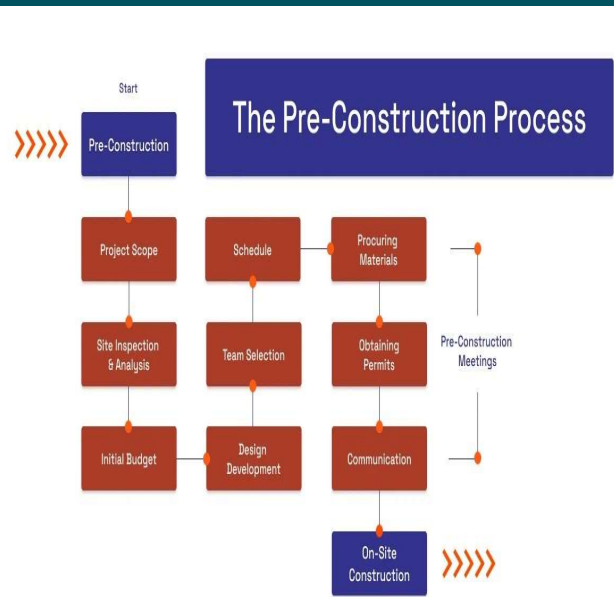 Start
The Pre-Construction Process
Pre-Construction
Project Scope
Schedule
Procuring
Materials
Site Inspection
& Analysis
Team Selection
Obtaining
Permits
Pre-Construction
Meetings
Initial Budget
Design
Development
Communication
On-Site
Construction